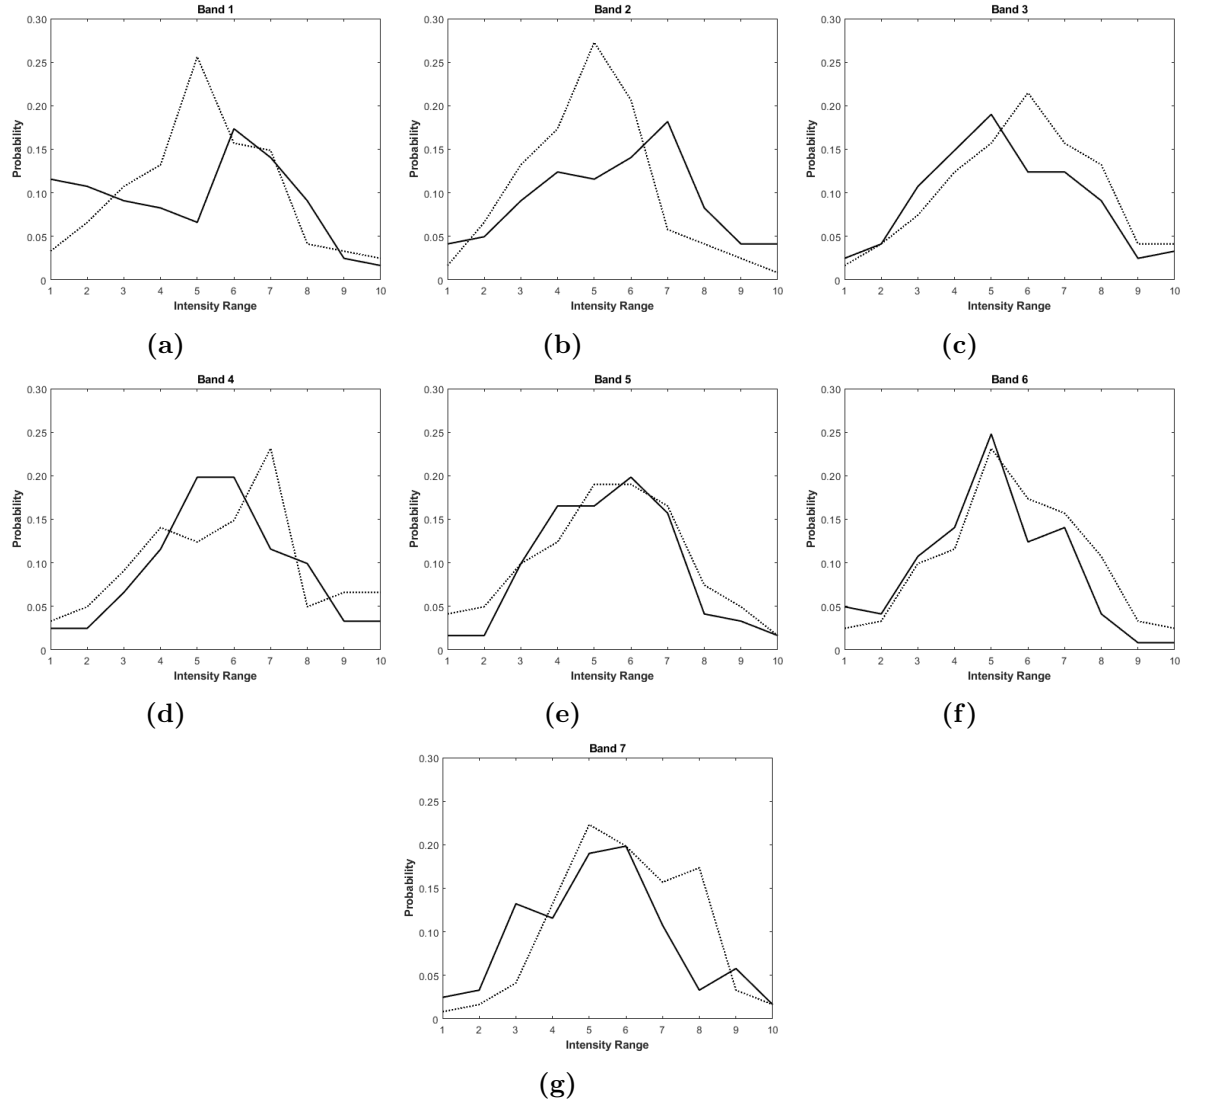 Band 1
0.30
0.25
0.20
0.15
0.10
0.05
0
Probability
1 2 3 4 5 6 7 8 9 10
Intensity Range
(a)
Band 2
0.30
0.25
0.20
0.15
0.10
0.05
0
Probability
1 2 3 4 5 6 7 8 9 10
Intensity Range
(b)
Band 3
0.30
0.25
0.20
0.15
0.10
0.05
0
Probability
1 2 3 4 5 6 7 8 9 10
Intensity Range
(c)
Band 4
0.30
0.25
0.20
0.15
0.10
0.05
0
Probability
1 2 3 4 5 6 7 8 9 10
Intensity Range
(d)
Band 5
0.30
0.25
0.20
0.15
0.10
0.05
0
Probability
1 2 3 4 5 6 7 8 9 10
Intensity Range
(e)
Band 6
0.30
0.25
0.20
0.15
0.10
0.05
0
Probability
1 2 3 4 5 6 7 8 9 10
Intensity Range
(f)
Band 7
0.30
0.25
0.20
0.15
0.10
0.05
0
Probability
1 2 3 4 5 6 7 8 9 10
Intensity Range
(g)